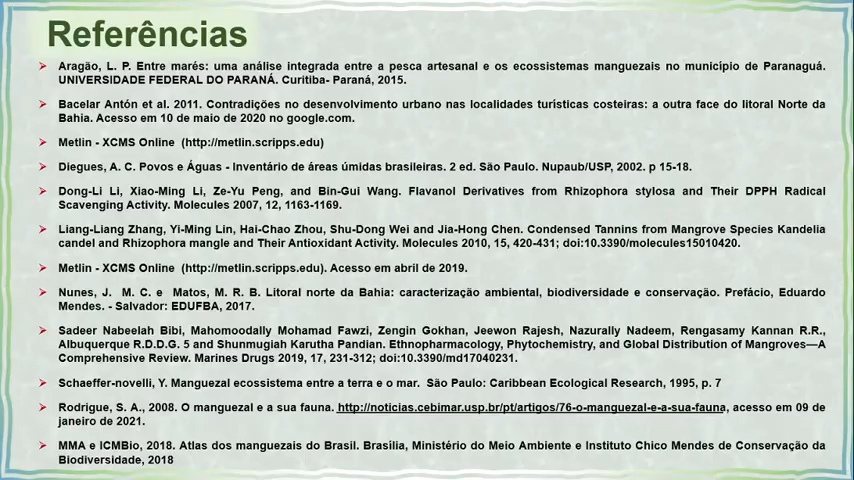 Referências
Aragão, L. P. Entre marés: uma análise integrada entre a pesca artesanal e os ecossistemas manguezais no município de Paranaguá.
UNIVERSIDADE FEDERAL DO PARANÁ. Curitiba- Paraná, 2015.
Bacelar Antón et al. 2011. Contradições no desenvolvimento urbano nas localidades turísticas costeiras: a outra face do litoral Norte da
Bahia. Acesso em 10 de maio de 2020 no google.com.
Metlin - XCMS Online (http://metlin.scripps.edu)
Diegues, A. C. Povos e Águas - Inventário de áreas úmidas brasileiras. 2 ed. São Paulo. Nupaub/USP, 2002. p 15-18.
Dong-Li Li, Xiao-Ming Li, Ze-Yu Peng, and Bin-Gui Wang. Flavanol Derivatives from Rhizophora stylosa and Their DPPH Radical
Scavenging Activity. Molecules 2007, 12, 1163-1169.
Liang-Liang Zhang, Yi-Ming Lin, Hai-Chao Zhou, Shu-Dong Wei and Jia-Hong Chen. Condensed Tannins from Mangrove Species Kandelia
candel and Rhizophora mangle and Their Antioxidant Activity. Molecules 2010, 15, 420-431; doi:10.3390/molecules15010420.
Metlin - XCMS Online (http://metlin.scripps.edu). Acesso em abril de 2019.
Nunes, J. M. C. e Matos, M. R. B. Litoral norte da Bahia: caracterização ambiental, biodiversidade e conservação. Prefácio, Eduardo
Mendes. - Salvador: EDUFBA, 2017.
Sadeer Nabeelah Bibi, Mahomoodally Mohamad Fawzi, Zengin Gokhan, Jeewon Rajesh, Nazurally Nadeem, Rengasamy Kannan R.R.,
Albuquerque R.D.D.G. 5 and Shunmugiah Karutha Pandian. Ethnopharmacology, Phytochemistry, and Global Distribution of Mangroves—A
Comprehensive Review. Marines Drugs 2019, 17, 231-312; doi:10.3390/md17040231.
Schaeffer-novelli, Y. Manguezal ecossistema entre a terra e o mar. São Paulo: Caribbean Ecological Research, 1995, p. 7
Rodrigue, S. A., 2008. O manguezal e a sua fauna. http://noticias.cebimar.usp.br/pt/artigos/76-o-manguezal-e-a-sua-fauna, acesso em 09 de
janeiro de 2021.
MMA e ICMBio, 2018. Atlas dos manguezais do Brasil. Brasília, Ministério do Meio Ambiente e Instituto Chico Mendes de Conservação da
Biodiversidade, 2018